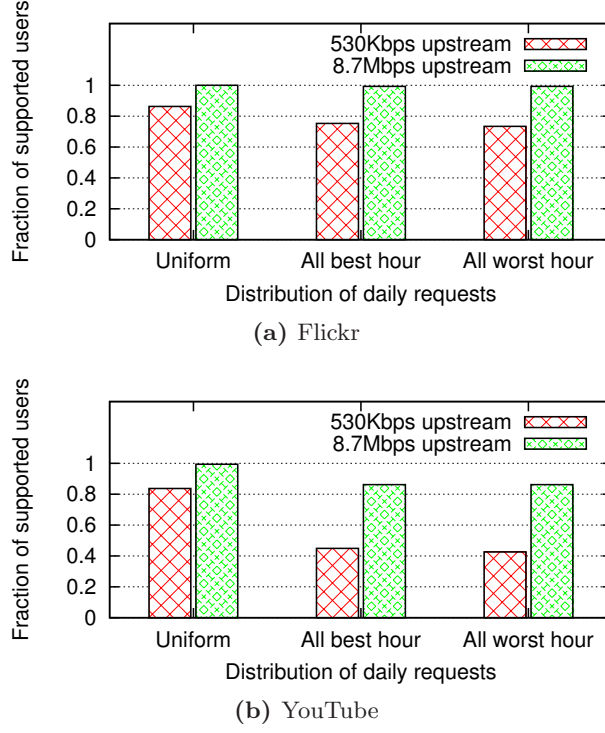 Fraction of supported users
530Kbps upstream
8.7Mbps upstream
1
0.8
0.6
0.4
0.2
0
Uniform
All best hour
All worst hour
Distribution of daily requests
(a) Flickr
Fraction of supported users
530Kbps upstream
8.7Mbps upstream
1
0.8
0.6
0.4
0.2
0
Uniform
All best hour
All worst hour
Distribution of daily requests
(b) YouTube